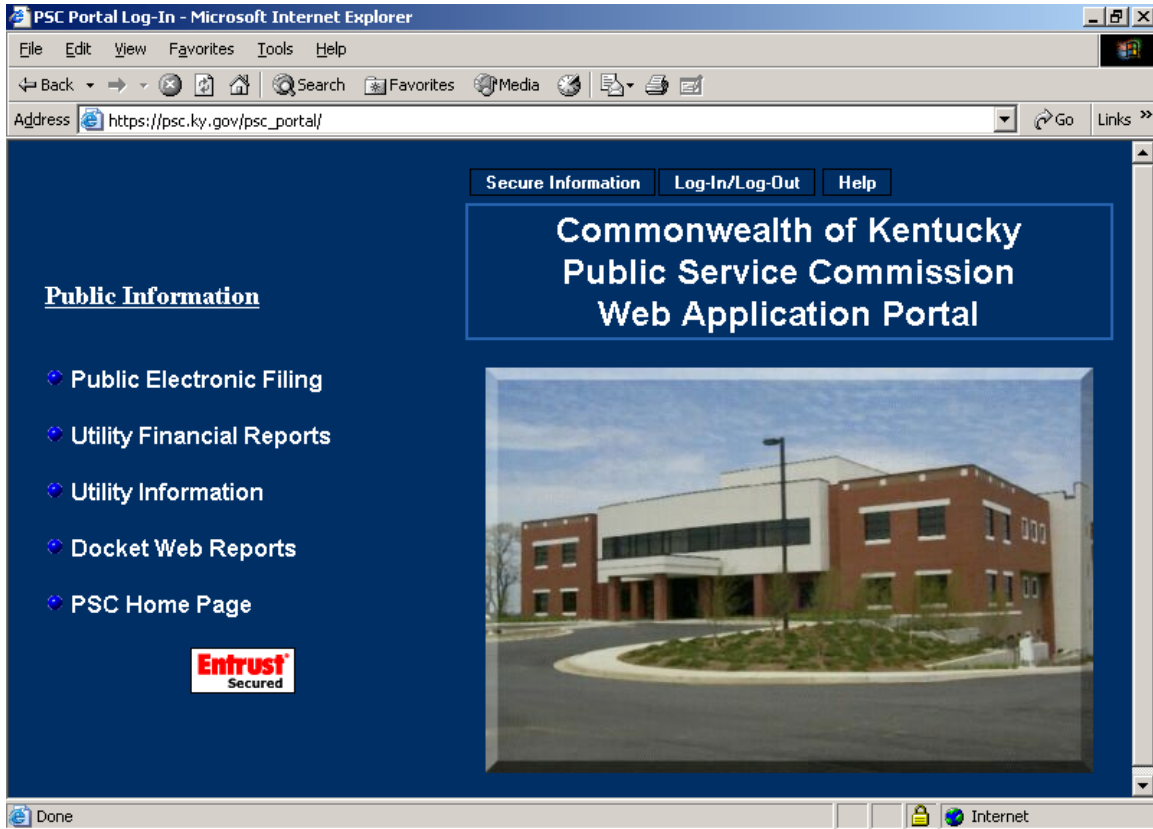 PSC Portal Log-In - Microsoft Internet Explorer
File Edit View Favorites Tools Help
Back Search Favorites Media
Address https://psc.ky.gov/psc_portal/ Go Links »
Secure Information Log-In/Log-Out Help
Commonwealth of Kentucky
Public Service Commission
Web Application Portal
Public Information
Public Electronic Filing
Utility Financial Reports
Utility Information
Docket Web Reports
PSC Home Page
Entrust
Secured
Done Internet